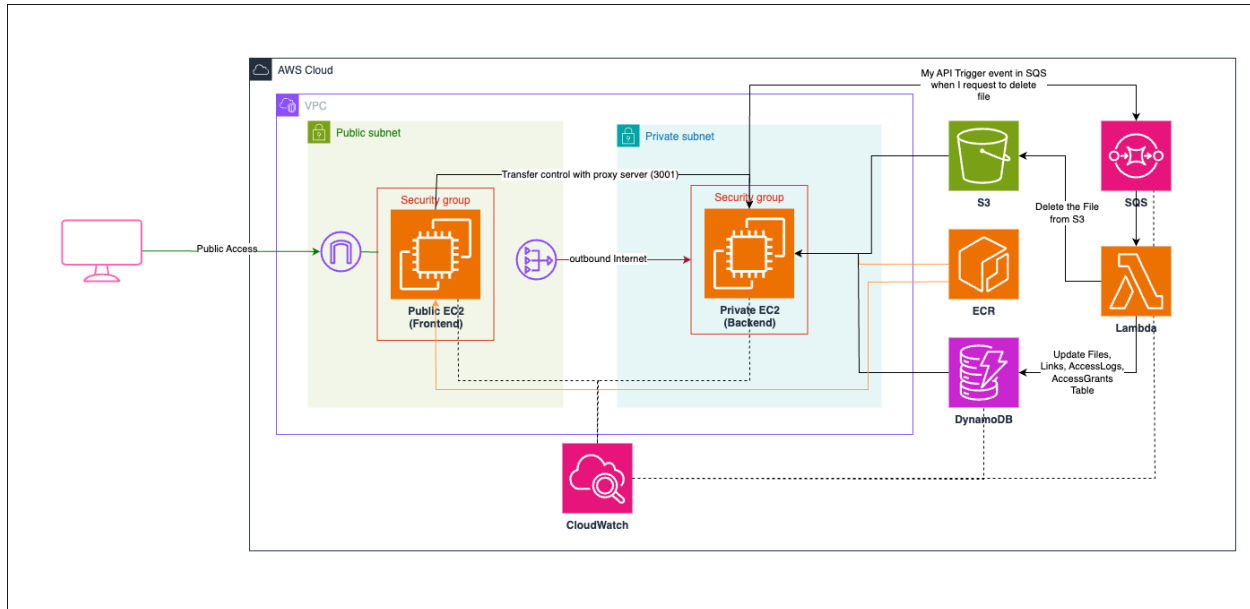 AWS Cloud
My API Trigger event in SQS
when I request to delete
file
VPC
Public subnet
Private subnet
Transfer control with proxy server (3001)
Security group
Security group
S3
SQS
Delete the File
from S3
Public Access
outbound Internet
Public EC2
(Frontend)
Private EC2
(Backend)
ECR
Lambda
Update Files,
Links, AccessLogs,
AccessGrants
Table
DynamoDB
CloudWatch